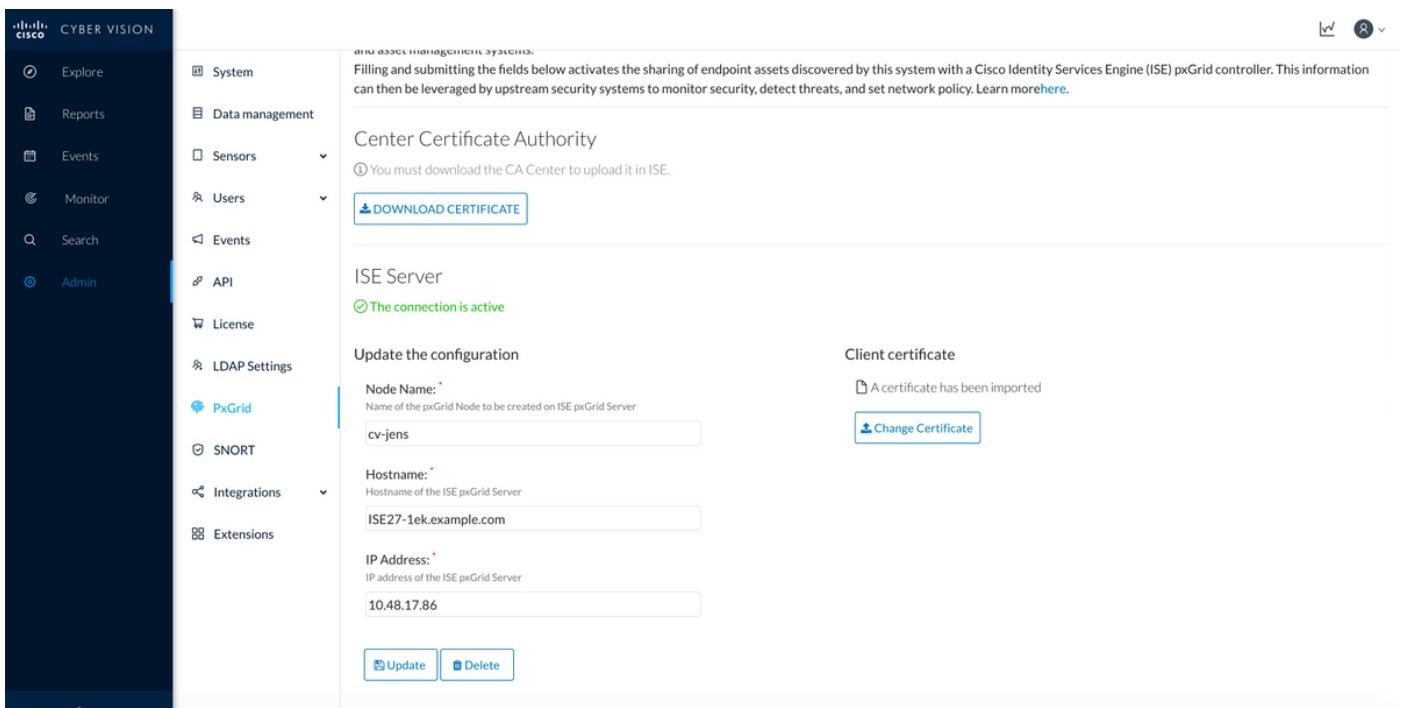 cisco CYBER VISION
Explore
Reports
Events
Monitor
Search
Admin
System
Data management
Sensors
Users
Events
API
License
LDAP Settings
PxGrid
SNORT
Integrations
Extensions
and asset management systems.
Filling and submitting the fields below activates the sharing of endpoint assets discovered by this system with a Cisco Identity Services Engine (ISE) pxGrid controller. This information
can then be leveraged by upstream security systems to monitor security, detect threats, and set network policy. Learn morehere.
Center Certificate Authority
You must download the CA Center to upload it in ISE.
DOWNLOAD CERTIFICATE
ISE Server
The connection is active
Update the configuration
Node Name: *
Name of the pxGrid Node to be created on ISE pxGrid Server
cv-jens
Hostname: *
Hostname of the ISE pxGrid Server
ISE27-1ek.example.com
IP Address: *
IP address of the ISE pxGrid Server
10.48.17.86
Update Delete
Client certificate
A certificate has been imported
Change Certificate